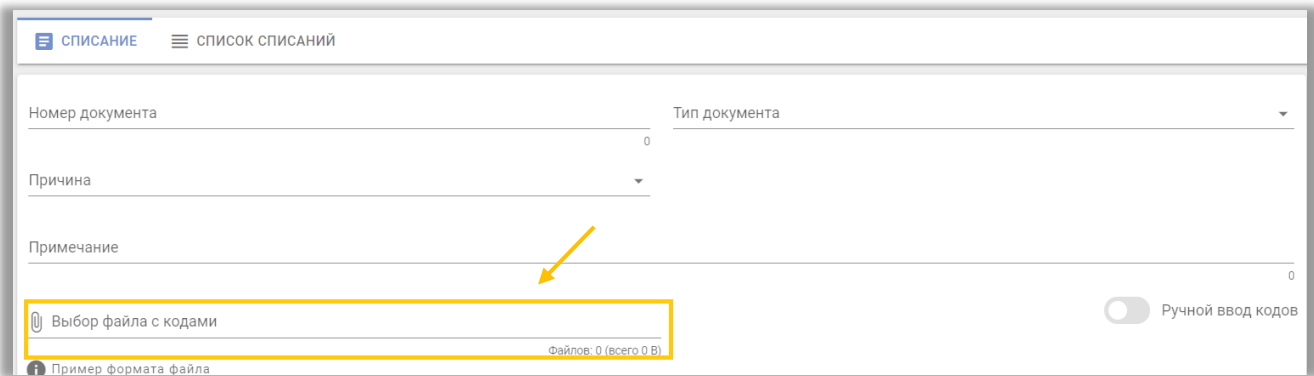 СПИСАНИЕ СПИСОК СПИСАНИЙ
Номер документа Тип документа
0
Причина
Примечание
0
Выбор файла с кодами Ручной ввод кодов
Файлов: 0 (всего 0 B)
Пример формата файла